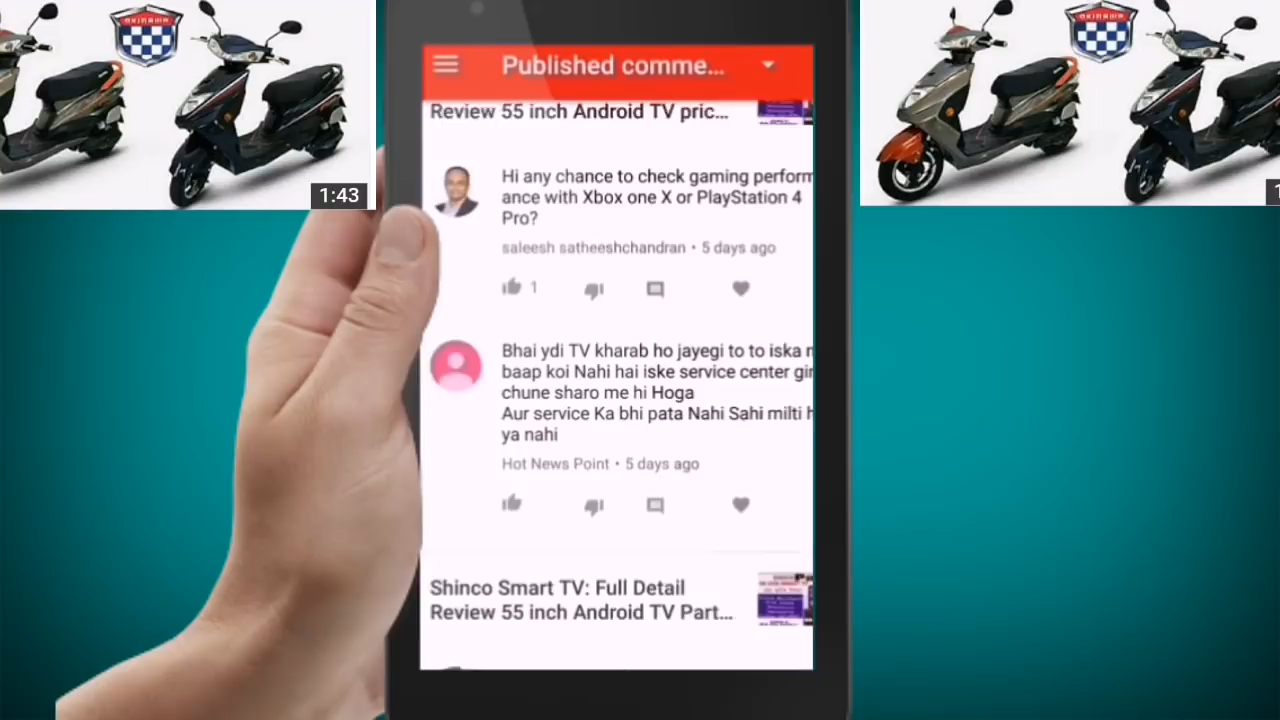 OKINAWA
OKINAWA
1:43
1
Published comme...
Review 55 inch Android TV pric...
Hi any chance to check gaming perform
ance with Xbox one X or PlayStation 4
Pro?
saleesh satheeshchandran • 5 days ago
1
Bhai ydi TV kharab ho jayegi to to iska
baap koi Nahi hai iske service center
chune sharo me hi Hoga
Aur service Ka bhi pata Nahi Sahi milti
ya nahi
Hot News Point • 5 days ago
Shinco Smart TV: Full Detail
Review 55 inch Android TV Part...